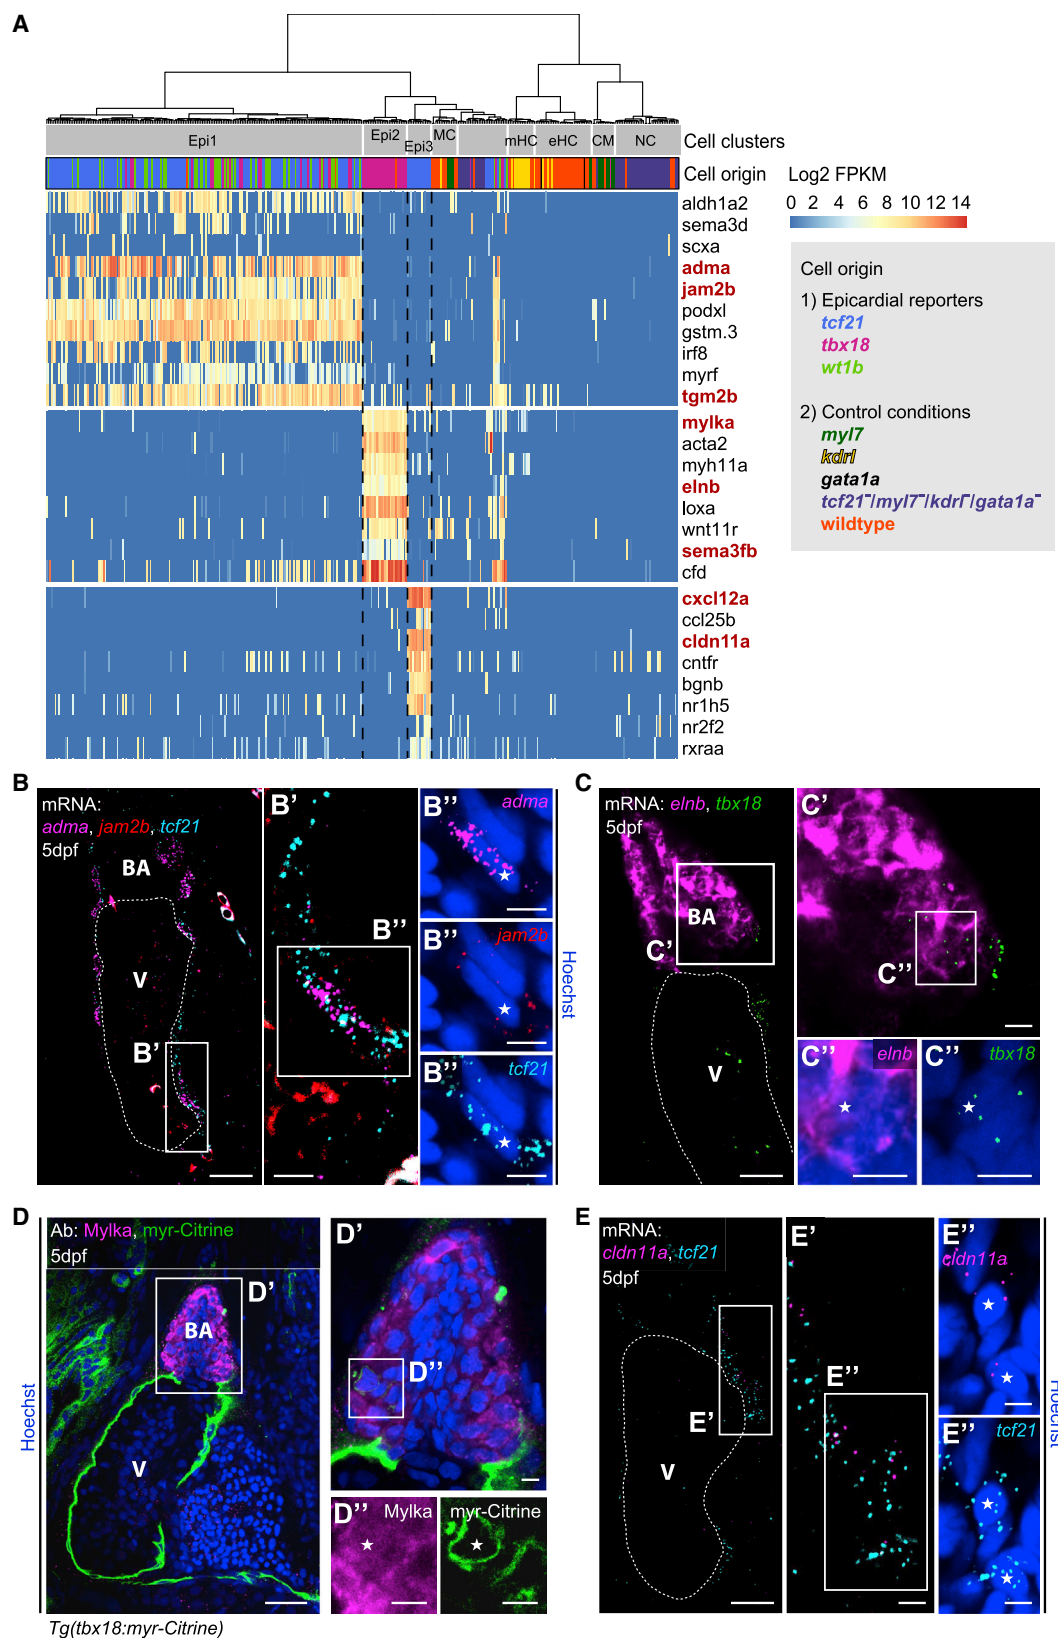 A
Epi1
Epi2
Epi3
MC
mHC
eHC
CM
NC
Cell clusters
Cell origin
Log2 FPKM
0 2 4 6 8 10 12 14
aldh1a2
sema3d
scxa
adma
jam2b
podxl
gstm.3
irf8
myrf
tgm2b
mylka
acta2
myh11a
elnb
loxa
wnt11r
sema3fb
cfd
cxcl12a
ccl25b
cldn11a
cntfr
bgnb
nr1h5
nr2f2
rxraa
Cell origin
1) Epicardial reporters
tcf21
tbx18
wt1b
2) Control conditions
myl7
kdrl
gata1a
tcf21⁻/myl7⁻/kdrl⁻/gata1a⁻
wildtype
B
mRNA:
adma, jam2b, tcf21
5dpf
BA
V
B'
B'
B''
B''
adma
B''
jam2b
B''
tcf21
Hoechst
C
mRNA: elnb, tbx18
5dpf
BA
C'
V
C'
C''
C''
elnb
C''
tbx18
D
Hoechst
Ab: Mylka, myr-Citrine
5dpf
D'
BA
V
D'
D''
D''
Mylka
myr-Citrine
Tg(tbx18:myr-Citrine)
E
mRNA:
cldn11a, tcf21
5dpf
E'
V
E'
E''
E''
cldn11a
E''
tcf21
Hoechst